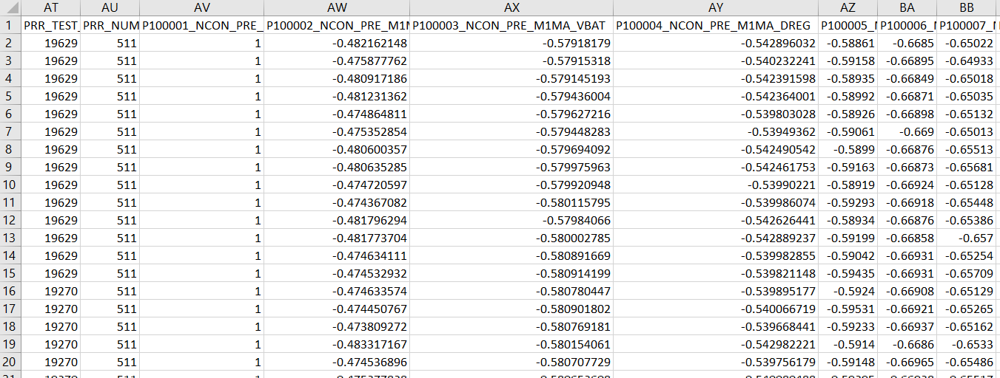 AT AU AV AW AX AY AZ BA BB
1 PRR_TEST_ PRR_NUM P100001_NCON_PRE_ P100002_NCON_PRE_M1M P100003_NCON_PRE_M1MA_VBAT P100004_NCON_PRE_M1MA_DREG P100005_N P100006_N P100007_N
2 19629 511 1 -0.482162148 -0.57918179 -0.542896032 -0.58861 -0.6685 -0.65022
3 19629 511 1 -0.475877762 -0.57915318 -0.540232241 -0.59158 -0.66895 -0.64933
4 19629 511 1 -0.480917186 -0.579145193 -0.542391598 -0.58935 -0.66849 -0.65018
5 19629 511 1 -0.481231362 -0.579436004 -0.542364001 -0.58992 -0.66871 -0.65035
6 19629 511 1 -0.474864811 -0.579627216 -0.539803028 -0.58926 -0.66898 -0.65132
7 19629 511 1 -0.475352854 -0.579448283 -0.53949362 -0.59061 -0.669 -0.65013
8 19629 511 1 -0.480600357 -0.579694092 -0.542490542 -0.5899 -0.66876 -0.65513
9 19629 511 1 -0.480635285 -0.579975963 -0.542461753 -0.59163 -0.66873 -0.65681
10 19629 511 1 -0.474720597 -0.579920948 -0.53990221 -0.58919 -0.66924 -0.65128
11 19629 511 1 -0.474367082 -0.580115795 -0.539986074 -0.59293 -0.66918 -0.65448
12 19629 511 1 -0.481796294 -0.57984066 -0.542626441 -0.58934 -0.66876 -0.65386
13 19629 511 1 -0.481773704 -0.580002785 -0.542889237 -0.59199 -0.66858 -0.657
14 19629 511 1 -0.474634111 -0.580891669 -0.539982855 -0.59042 -0.66931 -0.65254
15 19629 511 1 -0.474532932 -0.580914199 -0.539821148 -0.59435 -0.66931 -0.65709
16 19270 511 1 -0.474633574 -0.580780447 -0.539895177 -0.5924 -0.66908 -0.65129
17 19270 511 1 -0.474450767 -0.580901802 -0.540066719 -0.59531 -0.66921 -0.65265
18 19270 511 1 -0.473809272 -0.580769181 -0.539668441 -0.59233 -0.66937 -0.65162
19 19270 511 1 -0.483317167 -0.580154061 -0.542982221 -0.5914 -0.6686 -0.6533
20 19270 511 1 -0.474536896 -0.580707729 -0.539756179 -0.59148 -0.66965 -0.65486